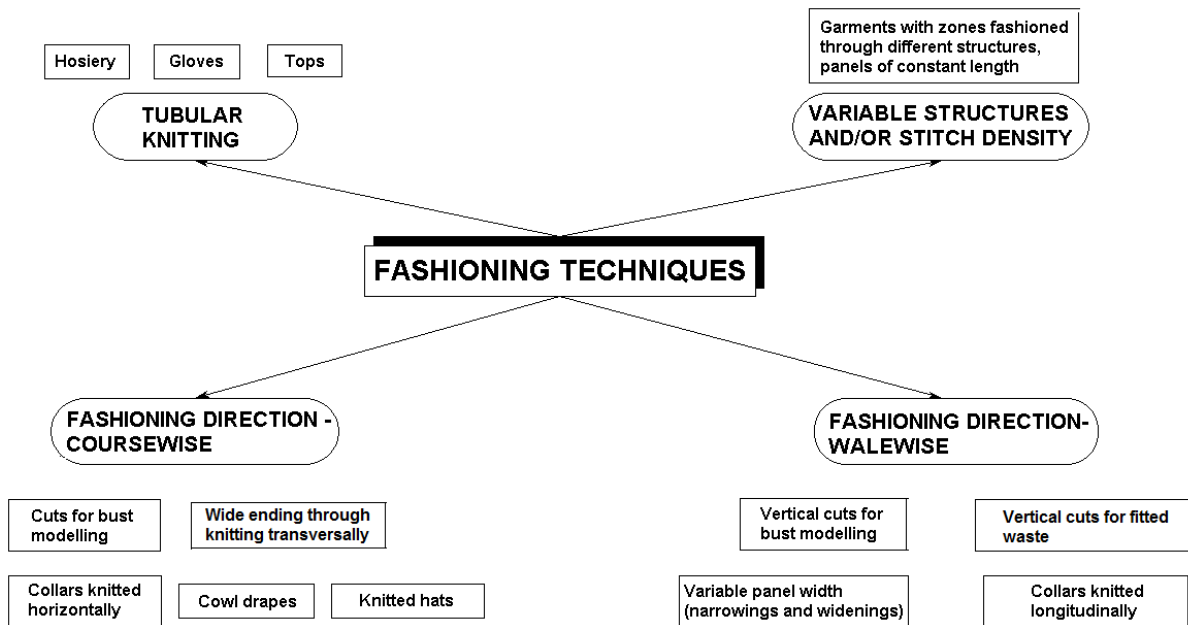 Hosiery
Gloves
Tops
TUBULAR
KNITTING
Garments with zones fashioned
through different structures,
panels of constant length
VARIABLE STRUCTURES
AND/OR STITCH DENSITY
FASHIONING TECHNIQUES
FASHIONING DIRECTION -
COURSEWISE
Cuts for bust
modelling
Wide ending through
knitting transversally
Collars knitted
horizontally
Cowl drapes
Knitted hats
FASHIONING DIRECTION-
WALEWISE
Vertical cuts for
bust modelling
Vertical cuts for fitted
waste
Variable panel width
(narrowings and widenings)
Collars knitted
longitudinally